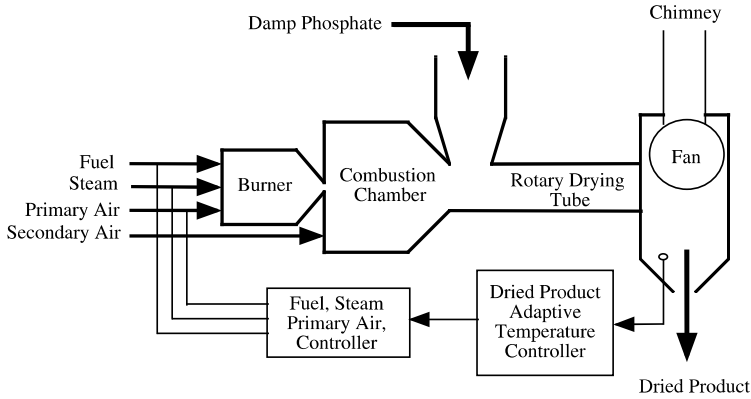 Chimney
Damp Phosphate
Fan
Fuel
Steam
Primary Air
Secondary Air
Burner
Combustion
Chamber
Rotary Drying
Tube
Fuel, Steam
Primary Air,
Controller
Dried Product
Adaptive
Temperature
Controller
Dried Product